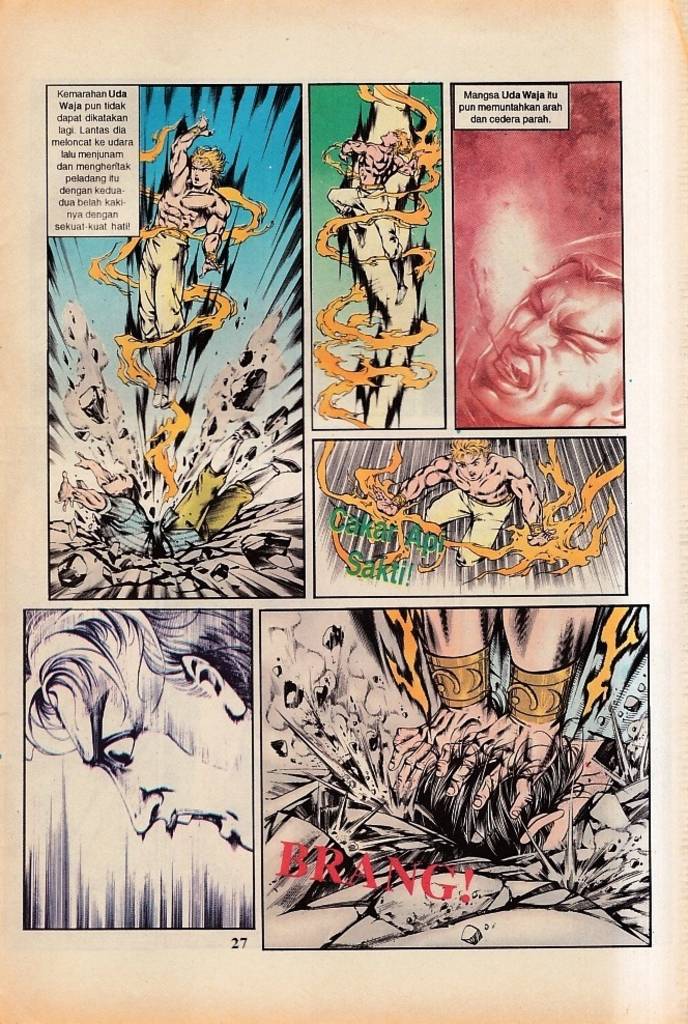 Kemarahan Uda
Waja pun tidak
dapat dikatakan
lagi. Lantas dia
meloncat ke udara
lalu menjunam
dan mengheritak
peladang itu
dengan kedua-
dua belah kaki-
nya dengan
sekuat-kuat hati!
Mangsa Uda Waja itu
pun memuntahkan arah
dan cedera parah.
Cakar Api
Sakti!
BRANG!
27